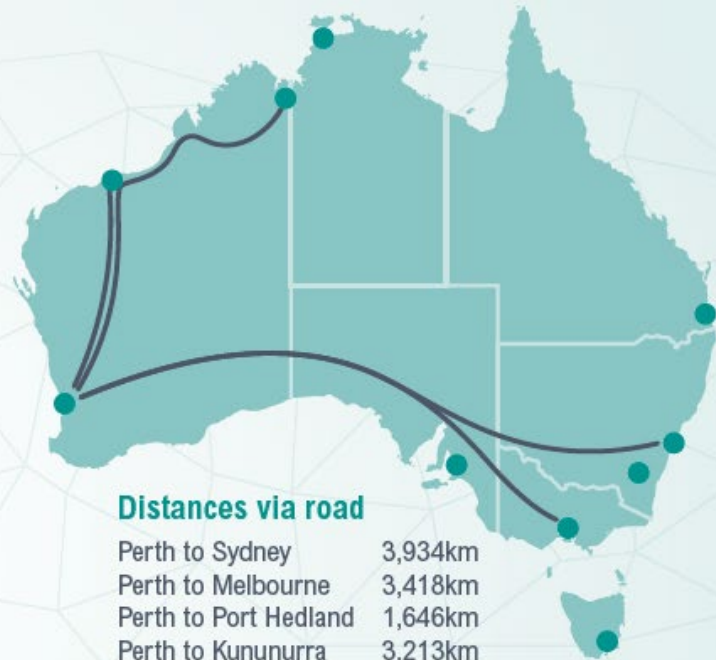 Distances via road
Perth to Sydney 3,934km
Perth to Melbourne 3,418km
Perth to Port Hedland 1,646km
Perth to Kununurra 3,213km